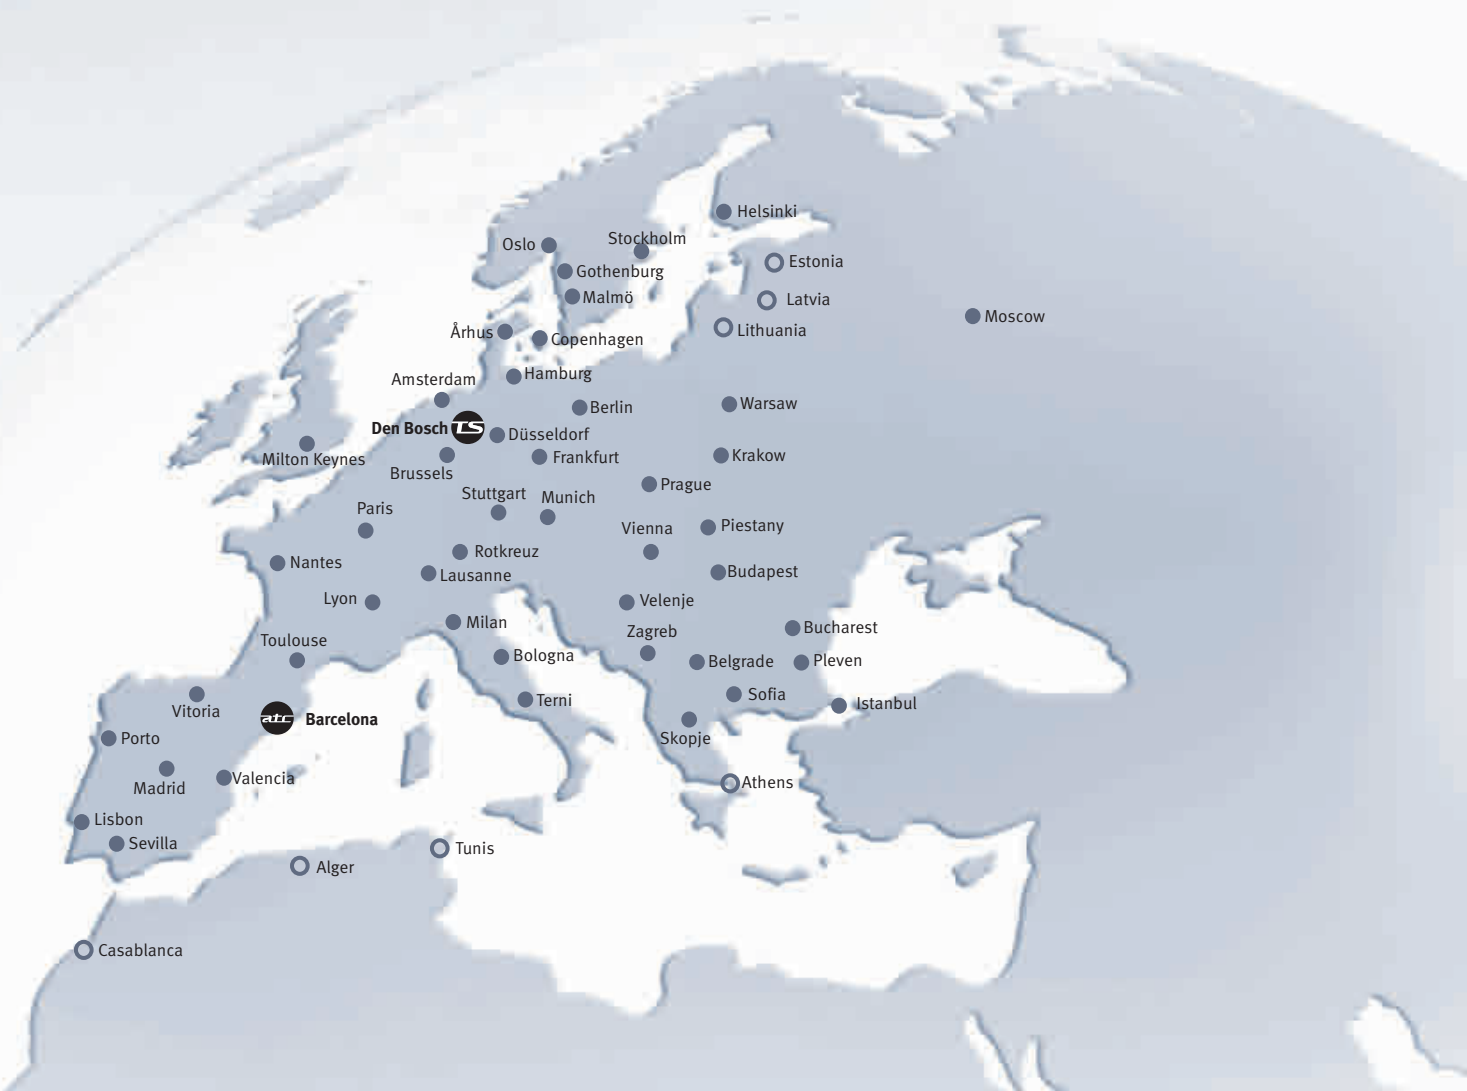 Helsinki
Oslo
Stockholm
Gothenburg
Estonia
Malmö
Latvia
Moscow
Århus
Copenhagen
Lithuania
Amsterdam
Hamburg
Berlin
Warsaw
Den Bosch TS
Düsseldorf
Milton Keynes
Brussels
Frankfurt
Krakow
Stuttgart
Munich
Prague
Paris
Vienna
Piestany
Nantes
Rotkreuz
Lausanne
Budapest
Lyon
Velenje
Milan
Zagreb
Bucharest
Toulouse
Bologna
Belgrade
Pleven
Vitoria
Terni
Sofia
Istanbul
atc Barcelona
Porto
Skopje
Madrid
Valencia
Athens
Lisbon
Sevilla
Tunis
Alger
Casablanca